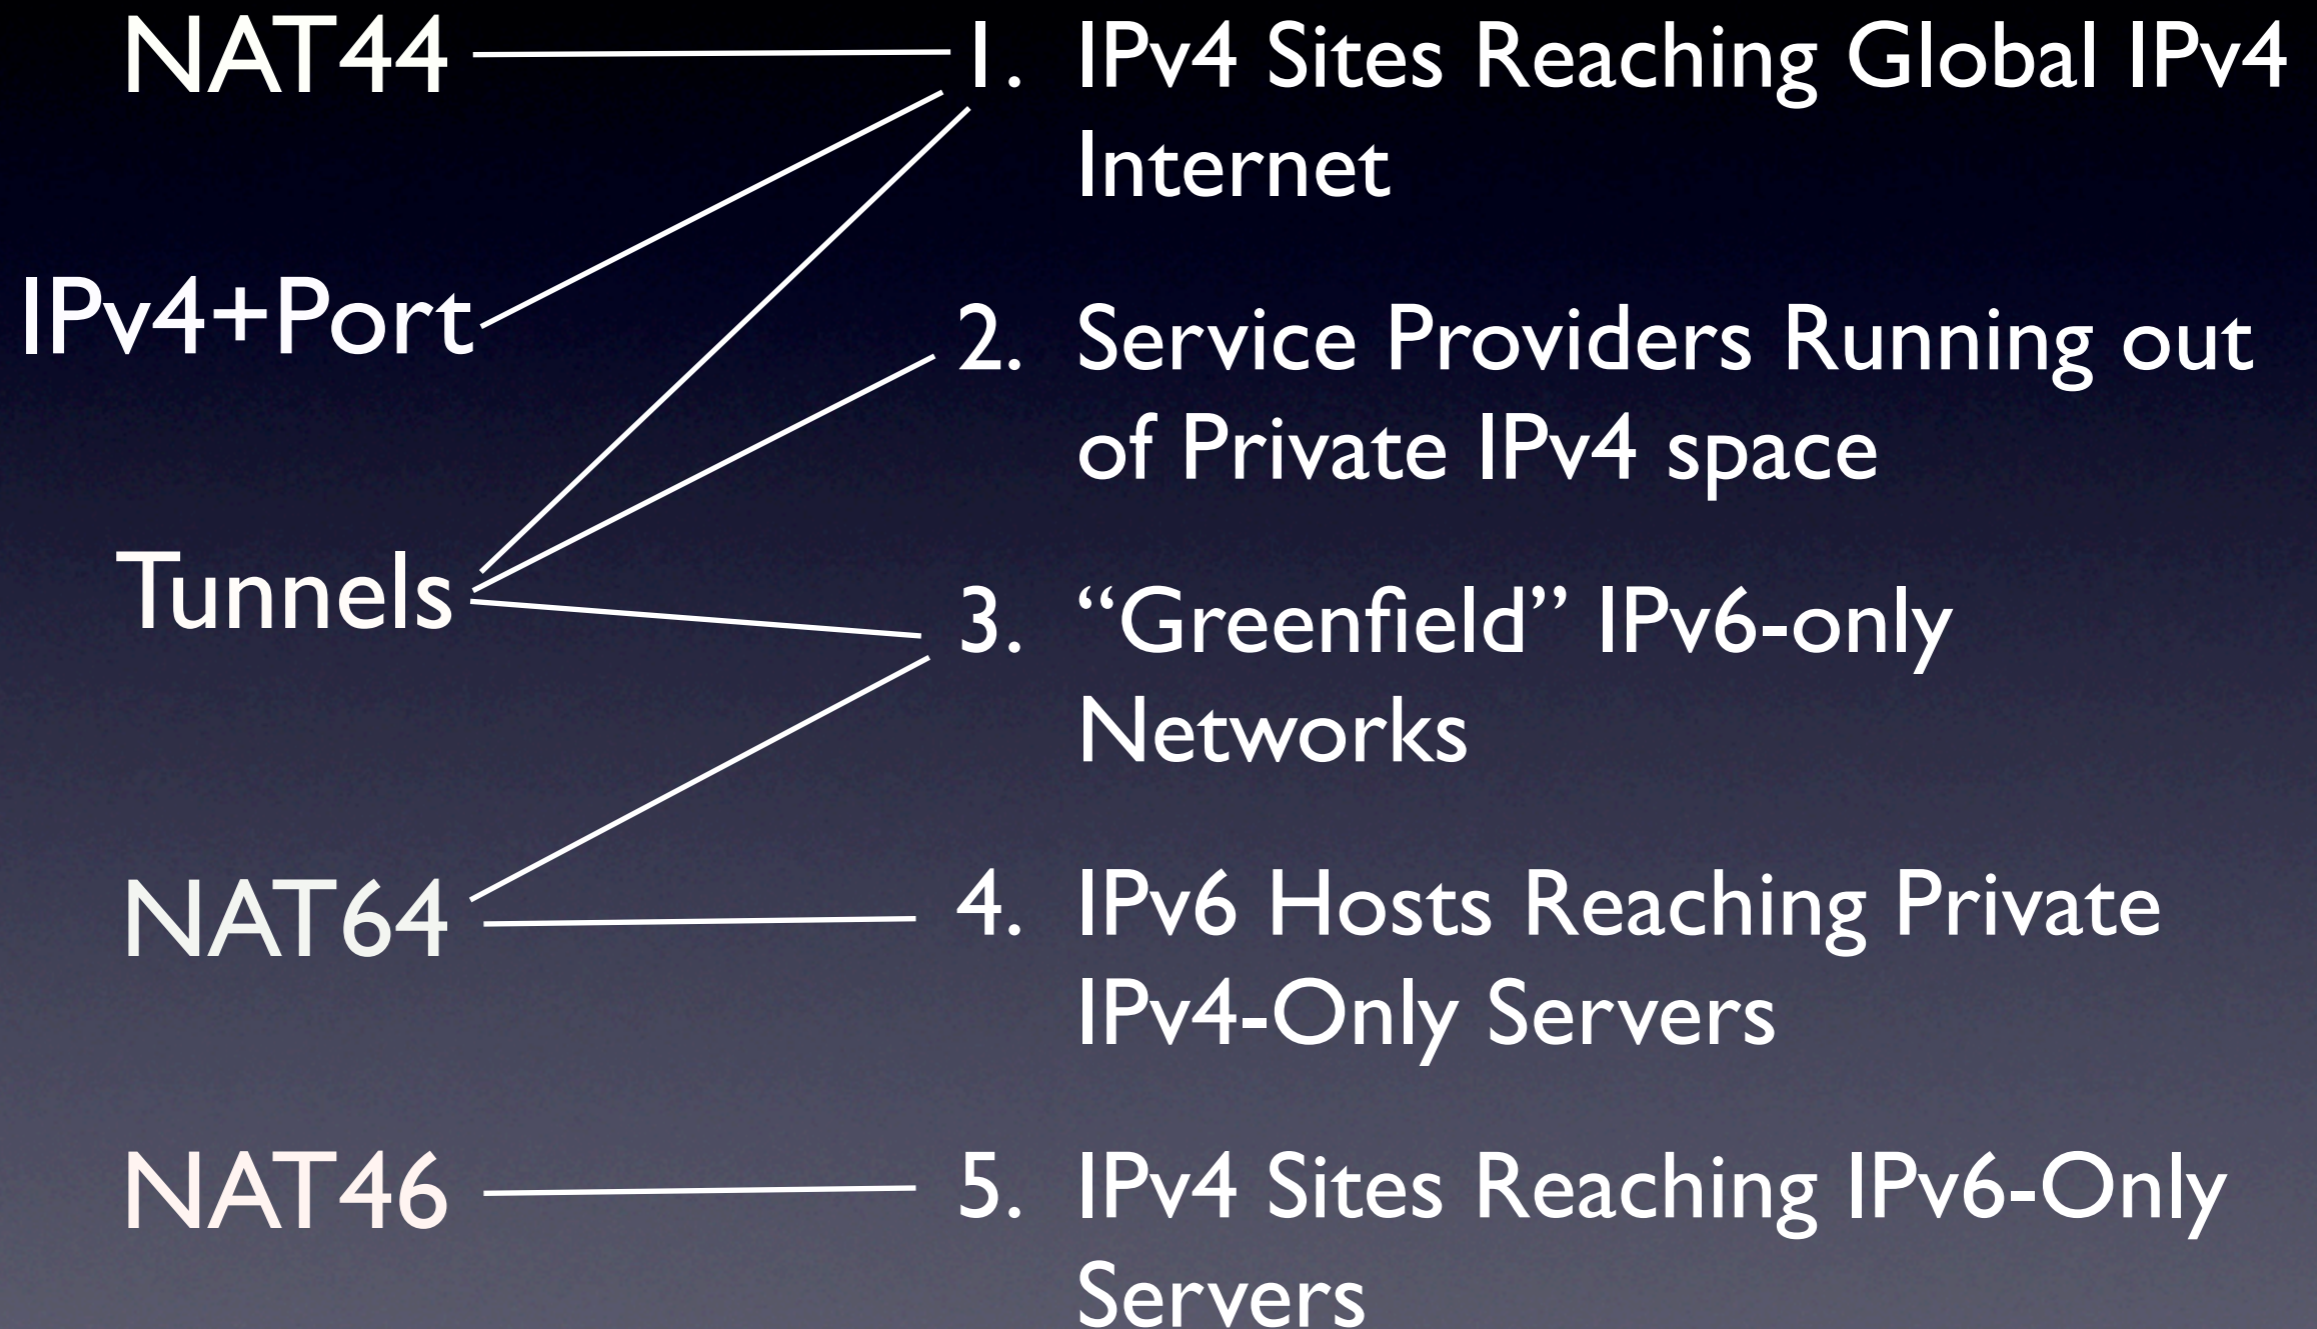 NAT44
1. IPv4 Sites Reaching Global IPv4
Internet
IPv4+Port
2. Service Providers Running out
of Private IPv4 space
Tunnels
3. “Greenfield” IPv6-only
Networks
NAT64
4. IPv6 Hosts Reaching Private
IPv4-Only Servers
NAT46
5. IPv4 Sites Reaching IPv6-Only
Servers